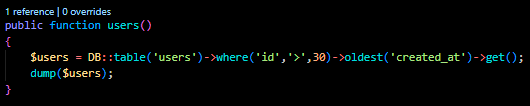 1 reference | 0 overrides
public function users()
{
    $users = DB::table('users')->where('id','>',30)->oldest('created_at')->get();
    dump($users);
}